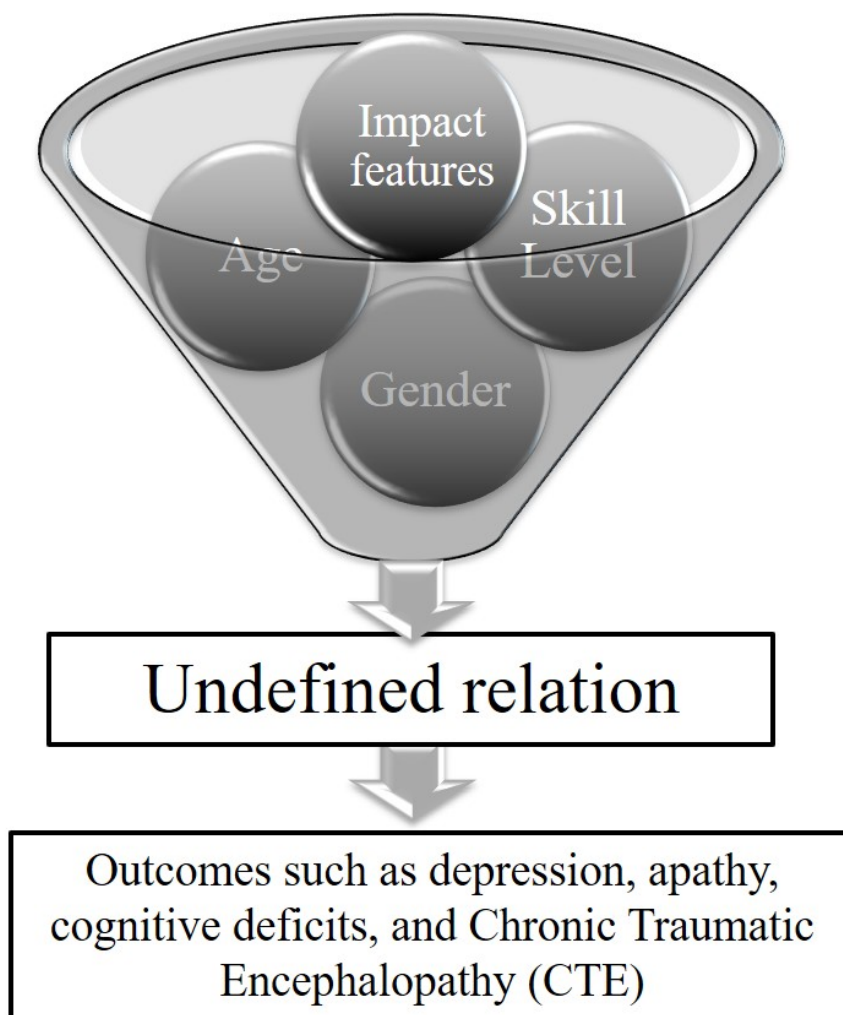 Impact
features
Age
Skill
Level
Gender
Undefined relation
Outcomes such as depression, apathy,
cognitive deficits, and Chronic Traumatic
Encephalopathy (CTE)